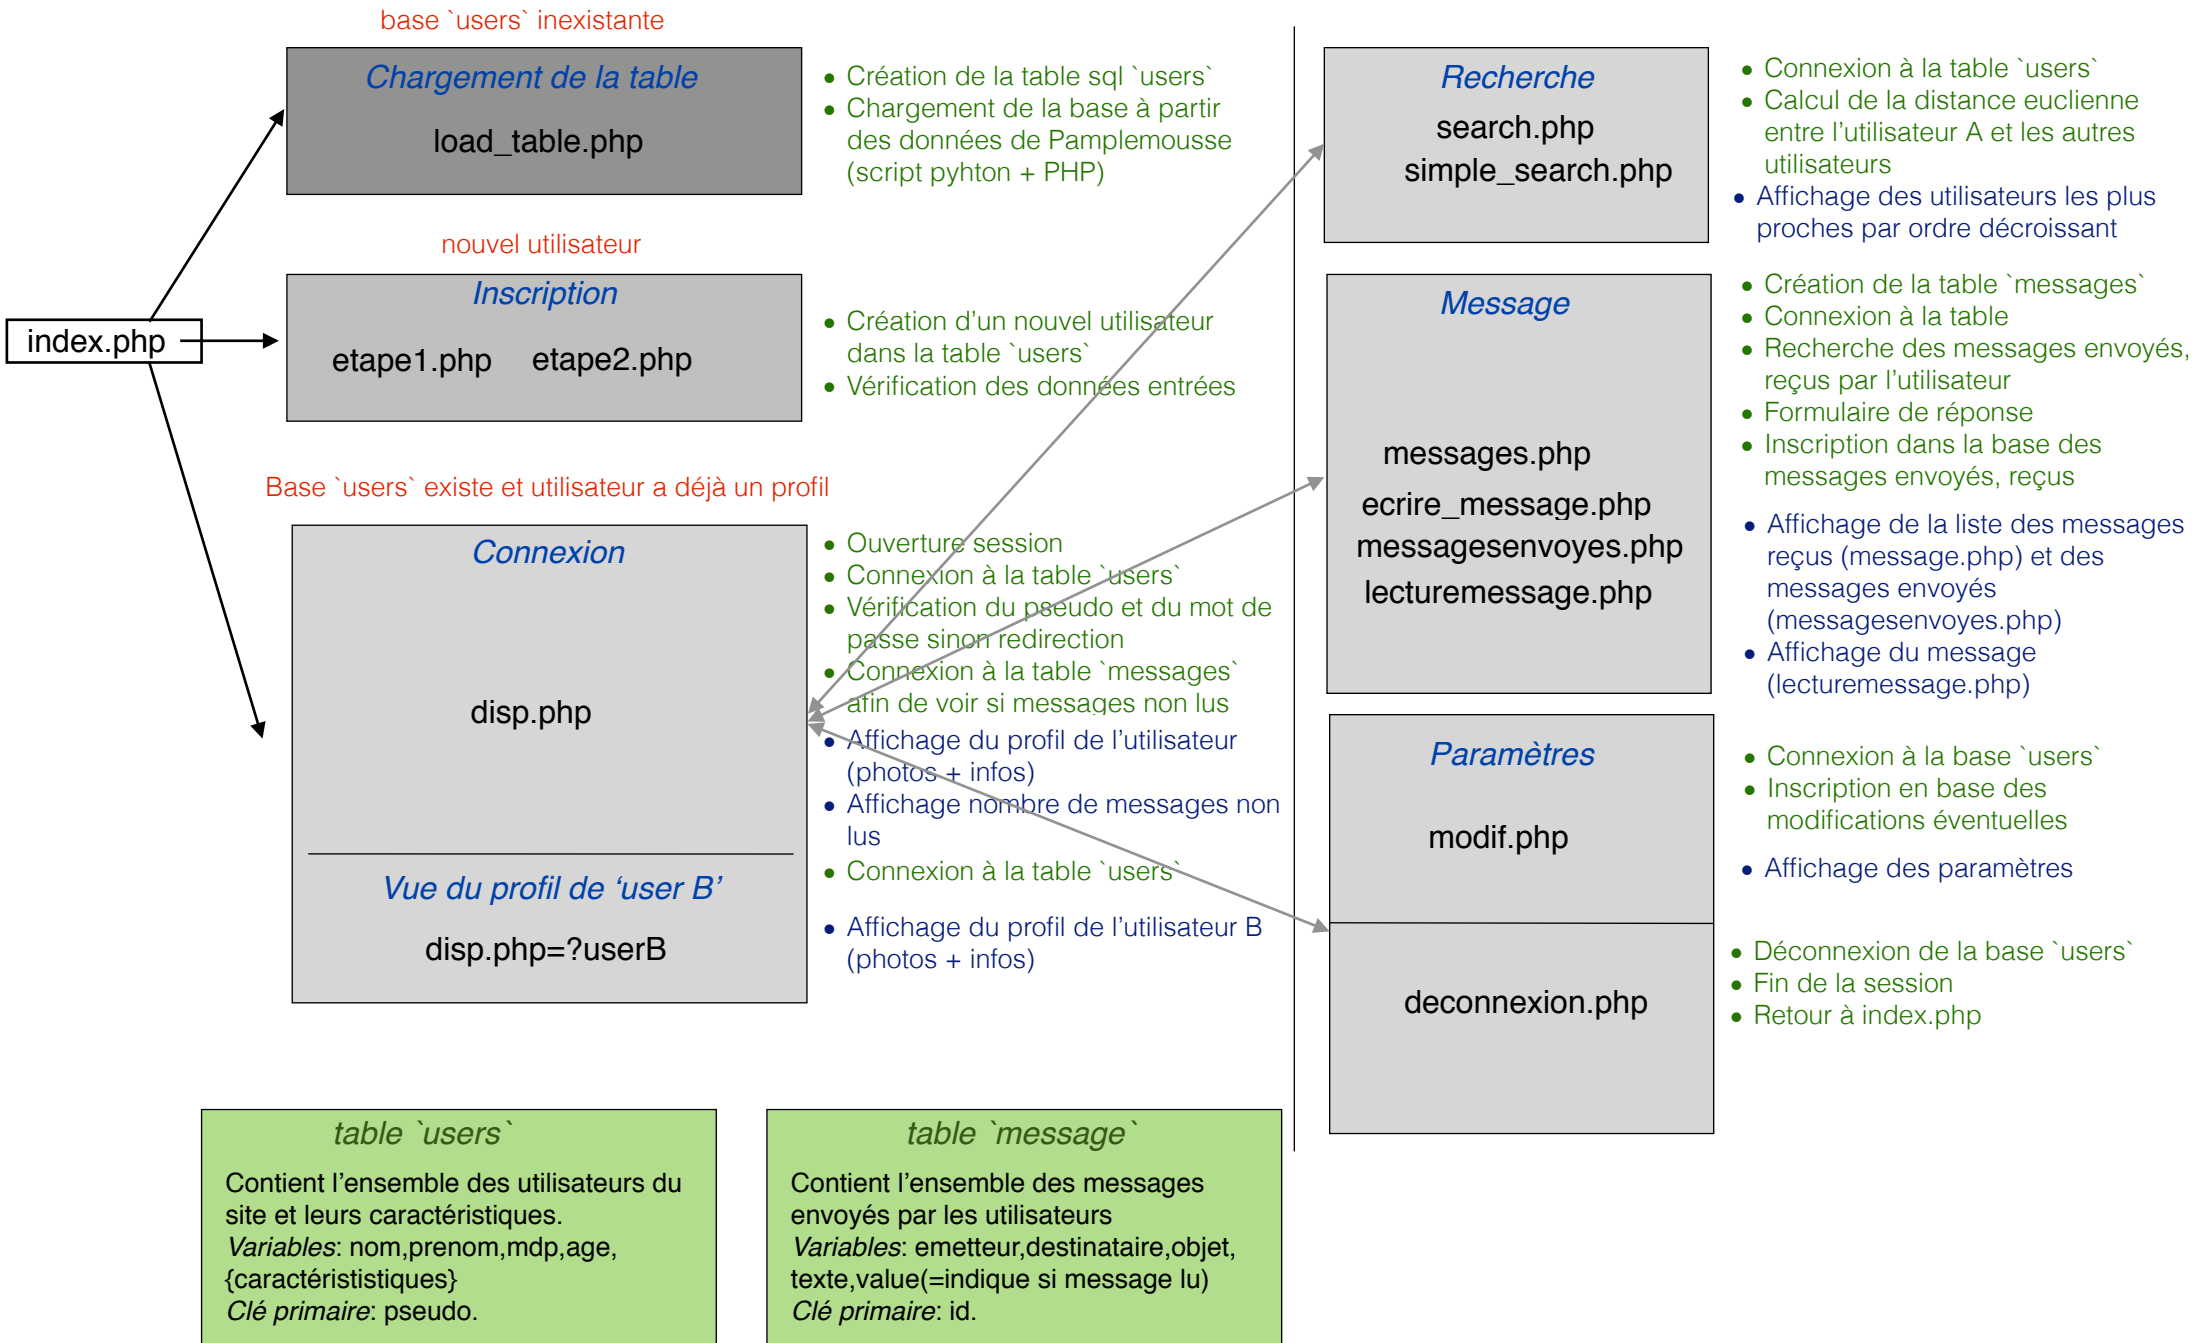 base `users` inexistante
Chargement de la table
load_table.php
• Création de la table sql `users`
• Chargement de la base à partir
des données de Pamplemousse
(script pyhton + PHP)
nouvel utilisateur
Inscription
etape1.php etape2.php
• Création d'un nouvel utilisateur
dans la table `users`
• Vérification des données entrées
index.php
Base `users` existe et utilisateur a déjà un profil
Connexion
disp.php
• Ouverture session
• Connexion à la table `users`
• Vérification du pseudo et du mot de
passe sinon redirection
• Connexion à la table `messages`
afin de voir si messages non lus
• Affichage du profil de l'utilisateur
(photos + infos)
• Affichage nombre de messages non
lus
Vue du profil de ‘user B’
disp.php=?userB
• Connexion à la table `users`
• Affichage du profil de l'utilisateur B
(photos + infos)
Recherche
search.php
simple_search.php
• Connexion à la table `users`
• Calcul de la distance euclienne
entre l'utilisateur A et les autres
utilisateurs
• Affichage des utilisateurs les plus
proches par ordre décroissant
Message
messages.php
ecrire_message.php
messagesenvoyes.php
lecturemessage.php
• Création de la table `messages`
• Connexion à la table
• Recherche des messages envoyés,
reçus par l'utilisateur
• Formulaire de réponse
• Inscription dans la base des
messages envoyés, reçus
• Affichage de la liste des messages
reçus (message.php) et des
messages envoyés
(messagesenvoyes.php)
• Affichage du message
(lecturemessage.php)
Paramètres
modif.php
• Connexion à la base `users`
• Inscription en base des
modifications éventuelles
• Affichage des paramètres
deconnexion.php
• Déconnexion de la base `users`
• Fin de la session
• Retour à index.php
table `users`
Contient l'ensemble des utilisateurs du
site et leurs caractéristiques.
Variables: nom,prenom,mdp,age,
{caractérististiques}
Clé primaire: pseudo.
table `message`
Contient l'ensemble des messages
envoyés par les utilisateurs
Variables: emetteur,destinataire,objet,
texte,value(=indique si message lu)
Clé primaire: id.